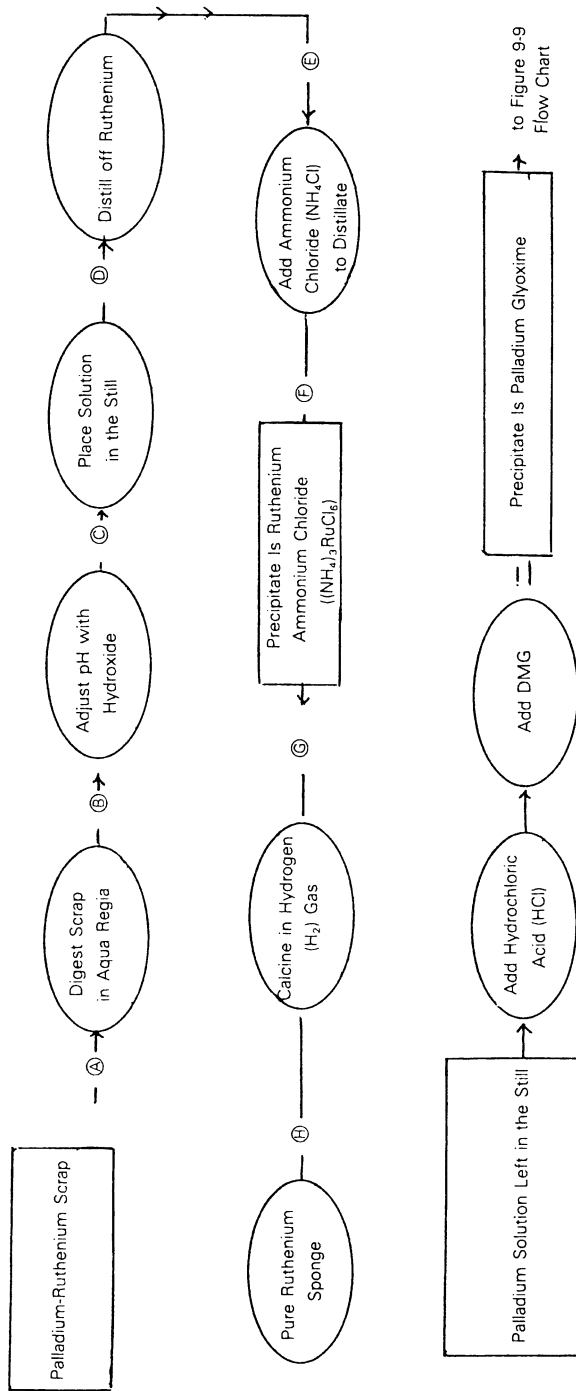 Palladium-Ruthenium Scrap
Ⓐ
Digest Scrap
in Aqua Regia
Ⓑ
Adjust pH with
Hydroxide
Ⓒ
Place Solution
in the Still
Ⓓ
Distill off Ruthenium
Ⓔ
Add Ammonium
Chloride (NH₄Cl)
to Distillate
Ⓕ
Precipitate Is Ruthenium
Ammonium Chloride
((NH₄)₃RuCl₆)
Ⓖ
Calcine in Hydrogen
(H₂) Gas
Ⓗ
Pure Ruthenium
Sponge
Palladium Solution Left in the Still
Add Hydrochloric
Acid (HCl)
Add DMG
Precipitate Is Palladium Glyoxime
to Figure 9-9
Flow Chart